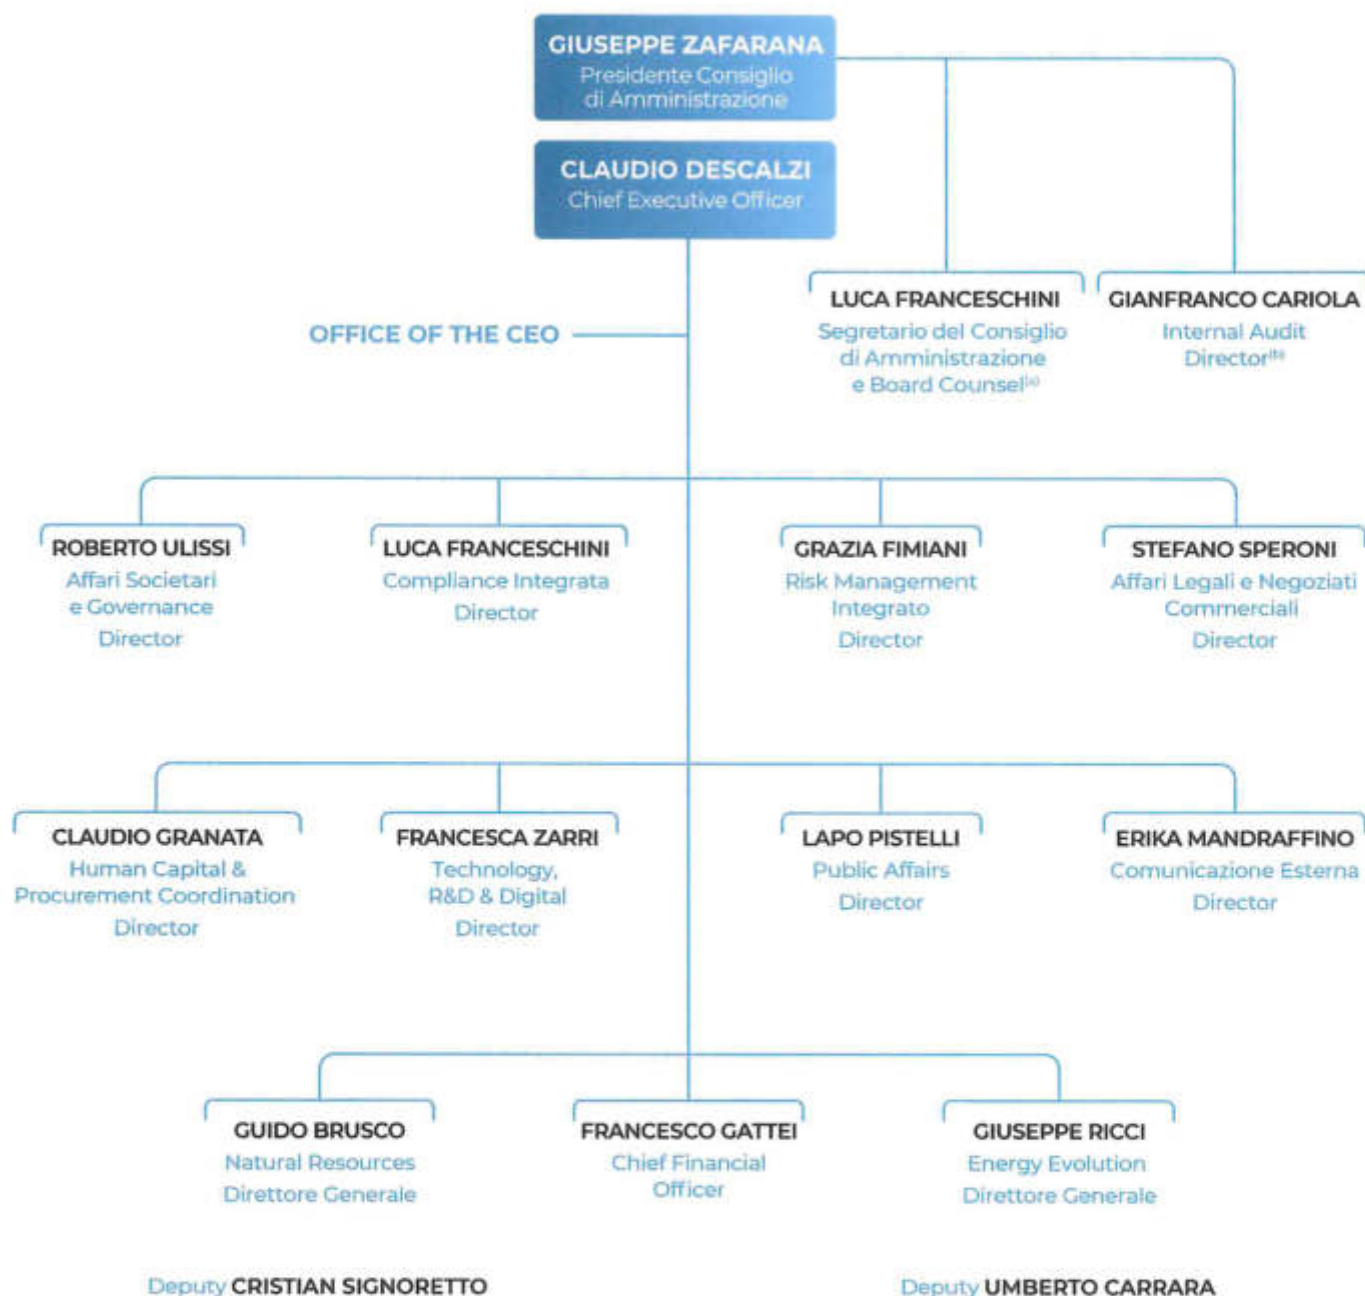 GIUSEPPE ZAFARANA
Presidente Consiglio
di Amministrazione
CLAUDIO DESCALZI
Chief Executive Officer
OFFICE OF THE CEO
LUCA FRANCESCHINI
Segretario del Consiglio
di Amministrazione
e Board Counsel(a)
GIANFRANCO CARIOLA
Internal Audit
Director(b)
ROBERTO ULISSI
Affari Societari
e Governance
Director
LUCA FRANCESCHINI
Compliance Integrata
Director
GRAZIA FIMIANI
Risk Management
Integrato
Director
STEFANO SPERONI
Affari Legali e Negoziati
Commerciali
Director
CLAUDIO GRANATA
Human Capital &
Procurement Coordination
Director
FRANCESCA ZARRI
Technology,
R&D & Digital
Director
LAPO PISTELLI
Public Affairs
Director
ERIKA MANDRAFFINO
Comunicazione Esterna
Director
GUIDO BRUSCO
Natural Resources
Direttore Generale
FRANCESCO GATTEI
Chief Financial
Officer
GIUSEPPE RICCI
Energy Evolution
Direttore Generale
Deputy CRISTIAN SIGNORETTO
Deputy UMBERTO CARRARA